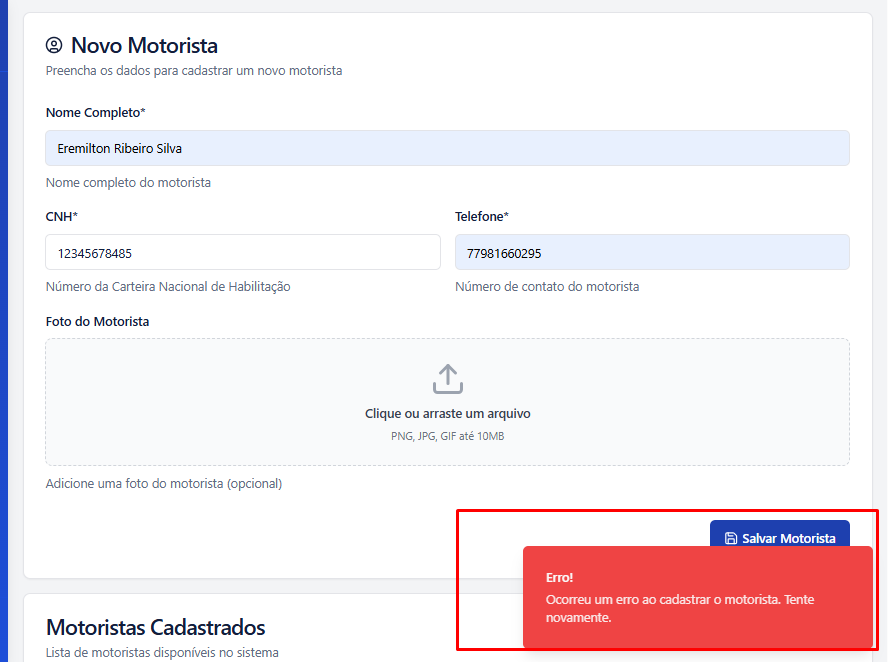 Novo Motorista
Preencha os dados para cadastrar um novo motorista
Nome Completo*
Eremilton Ribeiro Silva
Nome completo do motorista
CNH* Telefone*
12345678485 77981660295
Número da Carteira Nacional de Habilitação Número de contato do motorista
Foto do Motorista
Clique ou arraste um arquivo
PNG, JPG, GIF até 10MB
Adicione uma foto do motorista (opcional)
Salvar Motorista
Erro!
Ocorreu um erro ao cadastrar o motorista. Tente
novamente.
Motoristas Cadastrados
Lista de motoristas disponíveis no sistema